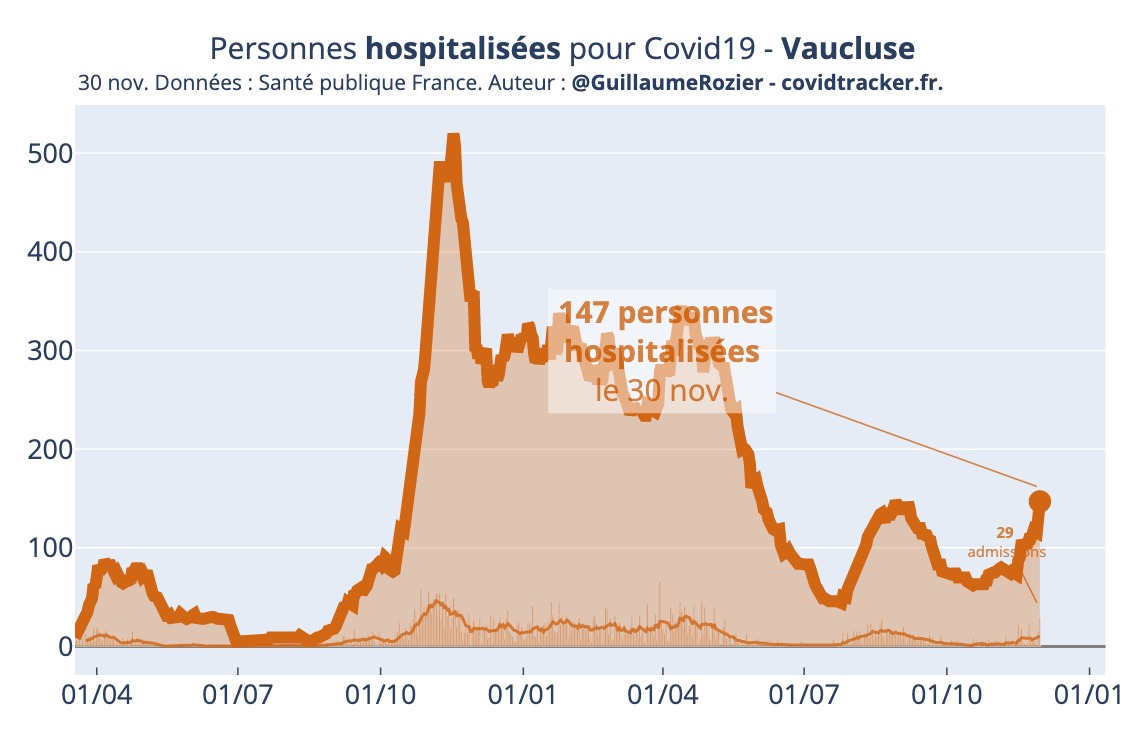 Personnes hospitalisées pour Covid19 - Vaucluse
30 nov. Données : Santé publique France. Auteur : @GuillaumeRozier - covidtracker.fr.
500
400
300
200
100
0
147 personnes
hospitalisées
le 30 nov.
29
admissions
01/04
01/07
01/10
01/01
01/04
01/07
01/10
01/01